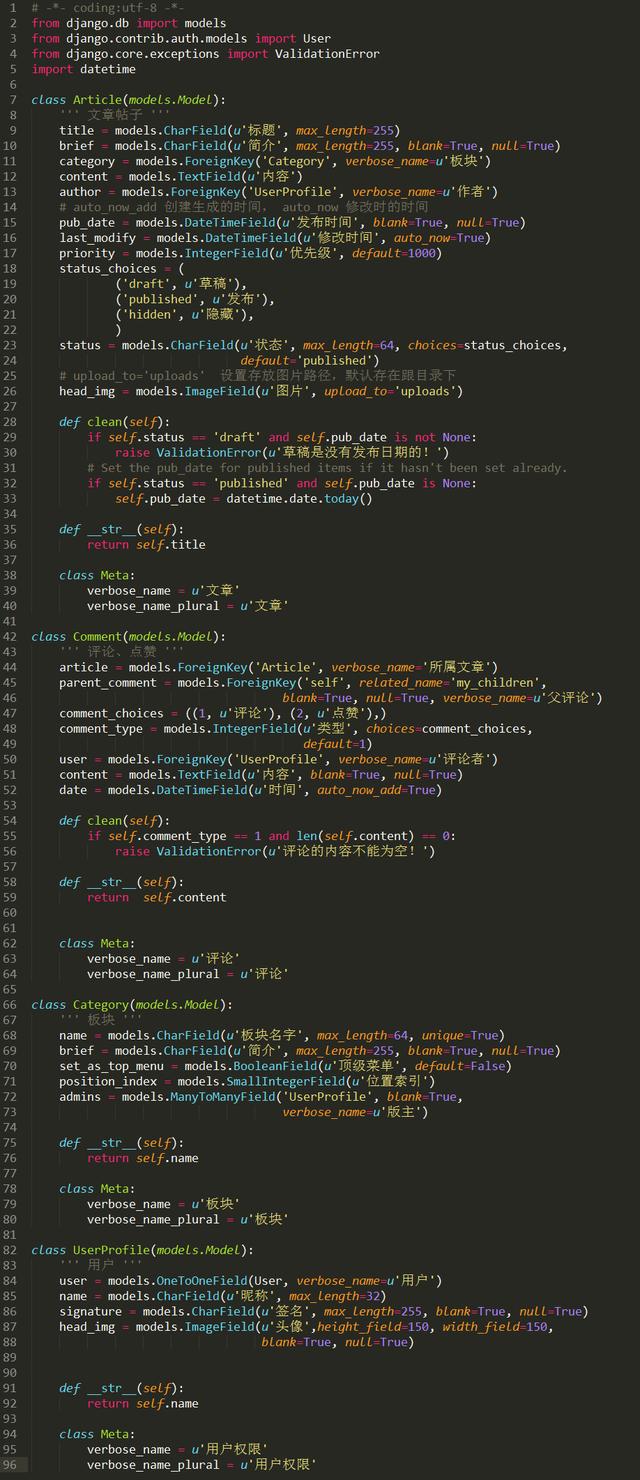 1 # -*- coding:utf-8 -*-
2 from django.db import models
3 from django.contrib.auth.models import User
4 from django.core.exceptions import ValidationError
5 import datetime
6
7 class Article(models.Model):
8     ''' 文章帖子 '''
9     title = models.CharField(u'标题', max_length=255)
10     brief = models.CharField(u'简介', max_length=255, blank=True, null=True)
11     category = models.ForeignKey('Category', verbose_name=u'板块')
12     content = models.TextField(u'内容')
13     author = models.ForeignKey('UserProfile', verbose_name=u'作者')
14     # auto_now_add 创建生成的时间， auto_now 修改时的时间
15     pub_date = models.DateTimeField(u'发布时间', blank=True, null=True)
16     last_modify = models.DateTimeField(u'修改时间', auto_now=True)
17     priority = models.IntegerField(u'优先级', default=1000)
18     status_choices = (
19             ('draft', u'草稿'),
20             ('published', u'发布'),
21             ('hidden', u'隐藏'),
22             )
23     status = models.CharField(u'状态', max_length=64, choices=status_choices,
24                               default='published')
25     # upload_to='uploads'  设置存放图片路径，默认存在跟目录下
26     head_img = models.ImageField(u'图片', upload_to='uploads')
27
28     def clean(self):
29         if self.status == 'draft' and self.pub_date is not None:
30             raise ValidationError(u'草稿是没有发布日期的！')
31         # Set the pub_date for published items if it hasn't been set already.
32         if self.status == 'published' and self.pub_date is None:
33             self.pub_date = datetime.date.today()
34
35     def __str__(self):
36         return self.title
37
38     class Meta:
39         verbose_name = u'文章'
40         verbose_name_plural = u'文章'
41
42 class Comment(models.Model):
43     ''' 评论、点赞 '''
44     article = models.ForeignKey('Article', verbose_name='所属文章')
45     parent_comment = models.ForeignKey('self', related_name='my_children',
46                                     blank=True, null=True, verbose_name=u'父评论')
47     comment_choices = ((1, u'评论'), (2, u'点赞'),)
48     comment_type = models.IntegerField(u'类型', choices=comment_choices,
49                                        default=1)
50     user = models.ForeignKey('UserProfile', verbose_name=u'评论者')
51     content = models.TextField(u'内容', blank=True, null=True)
52     date = models.DateTimeField(u'时间', auto_now_add=True)
53
54     def clean(self):
55         if self.comment_type == 1 and len(self.content) == 0:
56             raise ValidationError(u'评论的内容不能为空！')
57
58     def __str__(self):
59         return  self.content
60
61
62     class Meta:
63         verbose_name = u'评论'
64         verbose_name_plural = u'评论'
65
66 class Category(models.Model):
67     ''' 板块 '''
68     name = models.CharField(u'板块名字', max_length=64, unique=True)
69     brief = models.CharField(u'简介', max_length=255, blank=True, null=True)
70     set_as_top_menu = models.BooleanField(u'顶级菜单', default=False)
71     position_index = models.SmallIntegerField(u'位置索引')
72     admins = models.ManyToManyField('UserProfile', blank=True,
73                                     verbose_name=u'版主')
74
75     def __str__(self):
76         return self.name
77
78     class Meta:
79         verbose_name = u'板块'
80         verbose_name_plural = u'板块'
81
82 class UserProfile(models.Model):
83     ''' 用户 '''
84     user = models.OneToOneField(User, verbose_name=u'用户')
85     name = models.CharField(u'昵称', max_length=32)
86     signature = models.CharField(u'签名', max_length=255, blank=True, null=True)
87     head_img = models.ImageField(u'头像',height_field=150, width_field=150,
88                                  blank=True, null=True)
89
90
91     def __str__(self):
92         return self.name
93
94     class Meta:
95         verbose_name = u'用户权限'
96         verbose_name_plural = u'用户权限'